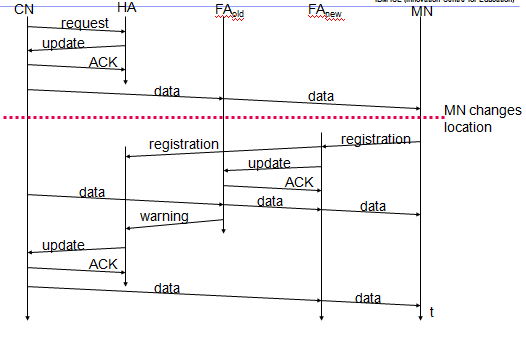 CN HA FAold FAnew MN
request
update
ACK
data data
MN changes
location
registration registration
update
ACK
data data data
warning
update
ACK
data data
t